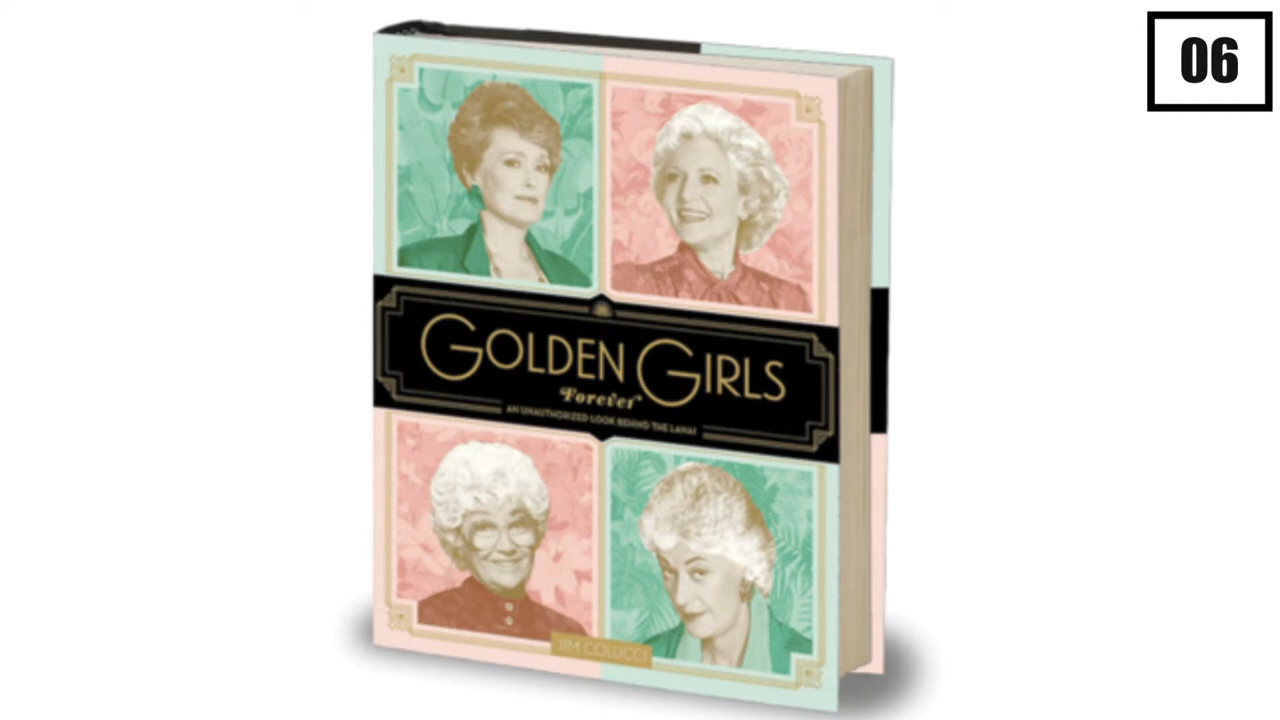 06
GOLDEN GIRLS
Forever
AN UNAUTHORIZED LOOK BEHIND THE LANAI
JIM COLUCCI